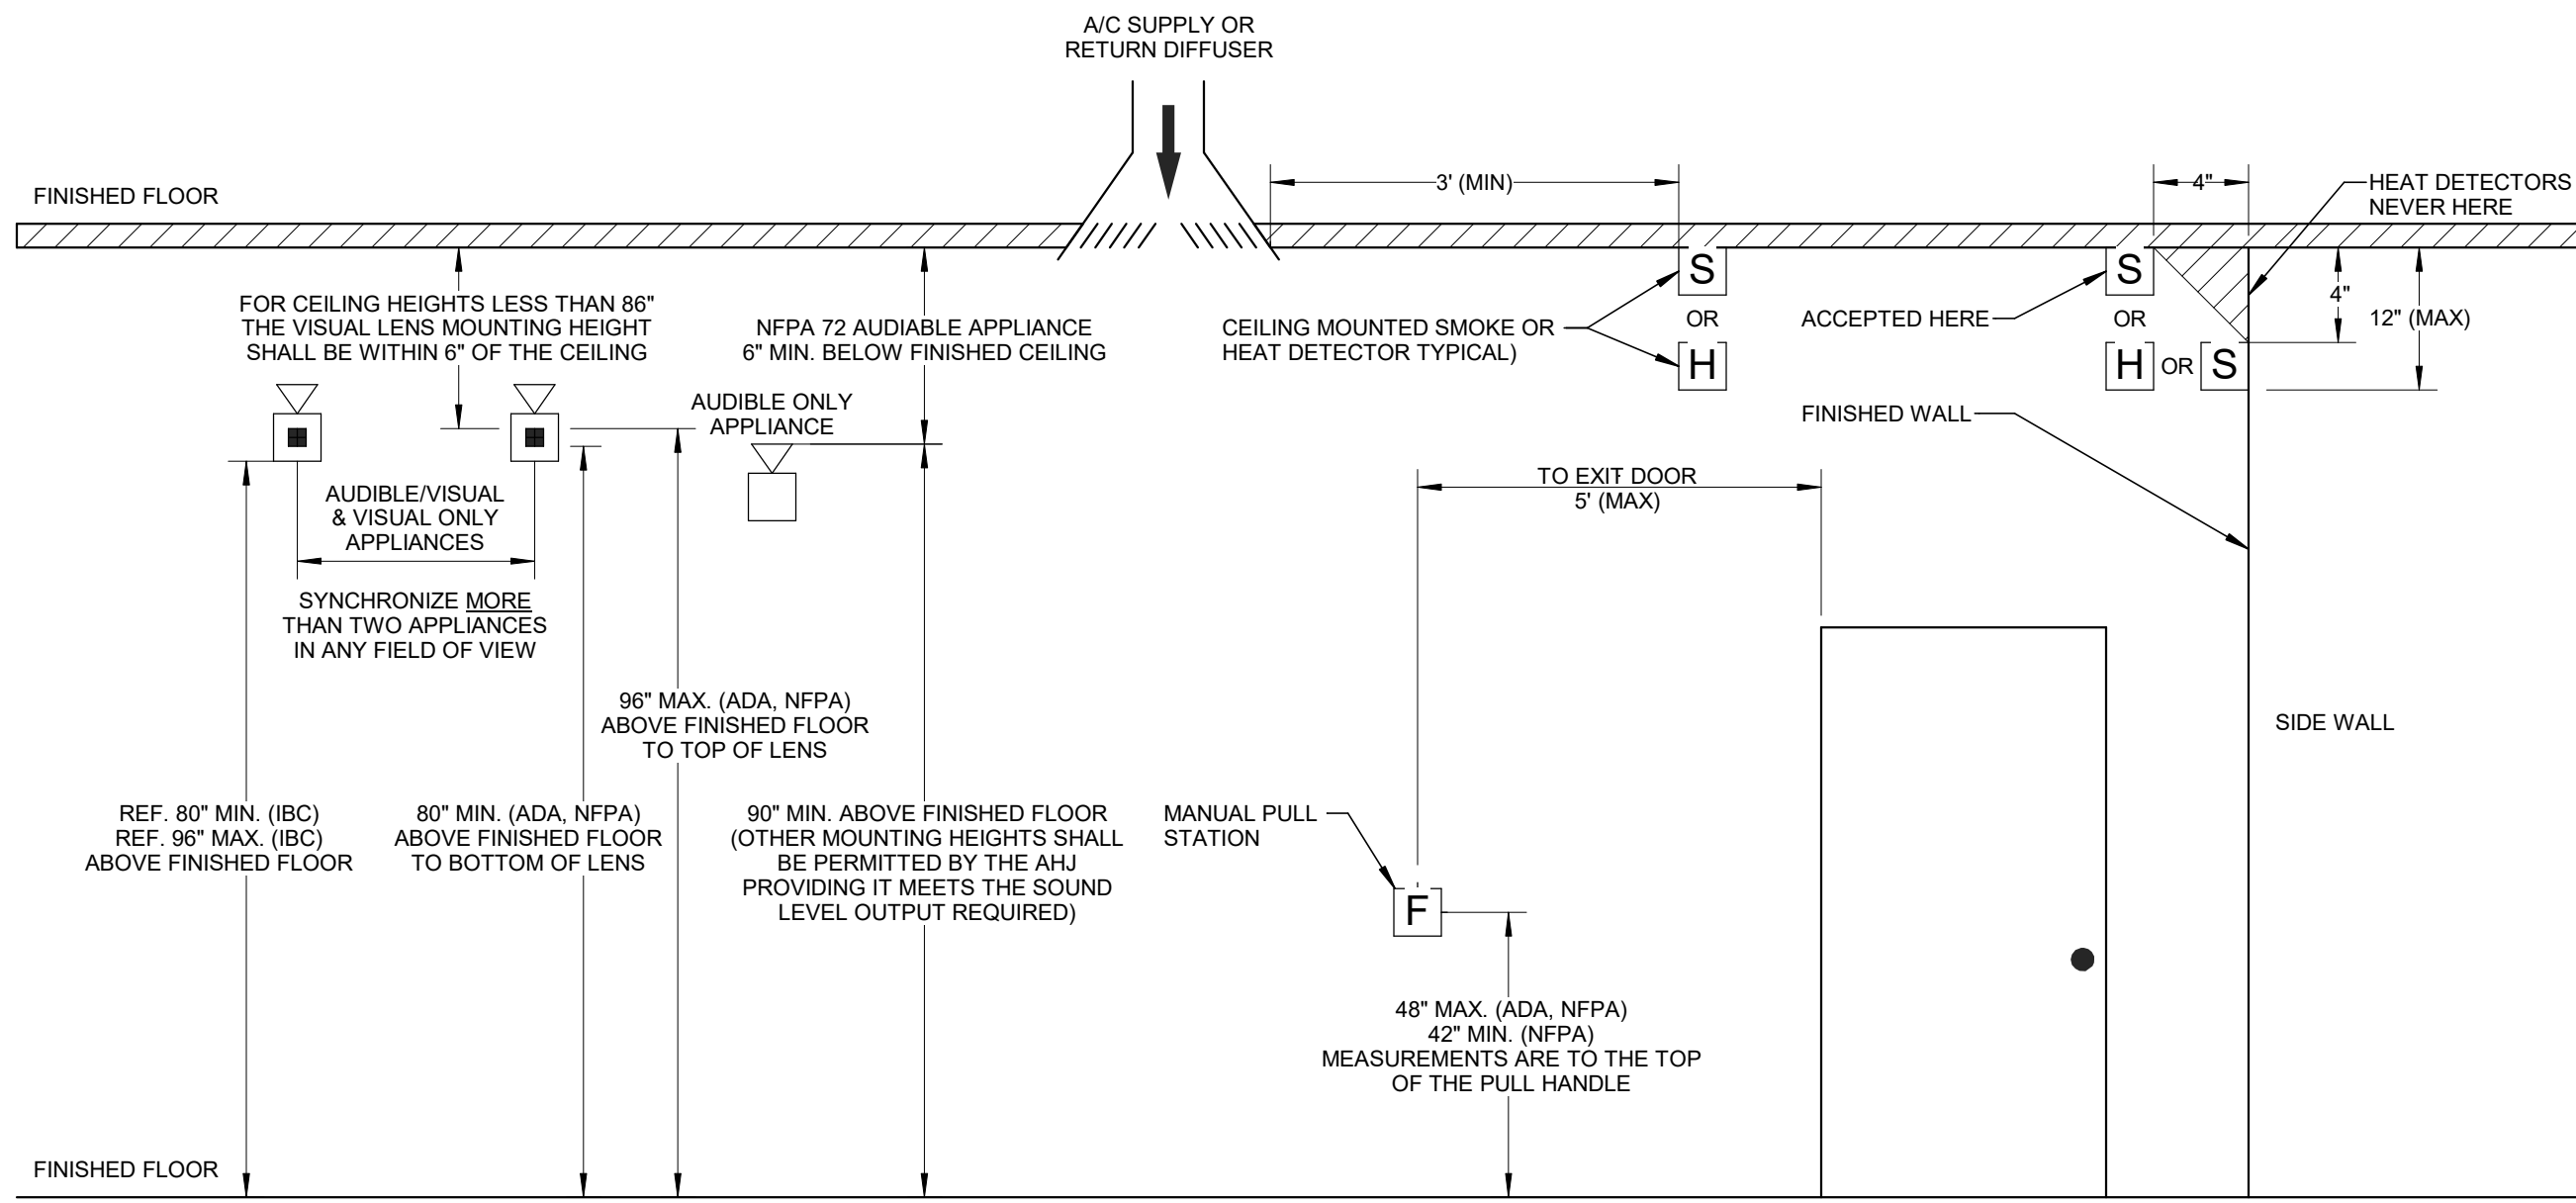 A/C SUPPLY OR
RETURN DIFFUSER
FINISHED FLOOR
3' (MIN)
4"
HEAT DETECTORS
NEVER HERE
FOR CEILING HEIGHTS LESS THAN 86"
THE VISUAL LENS MOUNTING HEIGHT
SHALL BE WITHIN 6" OF THE CEILING
NFPA 72 AUDIABLE APPLIANCE
6" MIN. BELOW FINISHED CEILING
CEILING MOUNTED SMOKE OR
HEAT DETECTOR TYPICAL)
S
OR
H
ACCEPTED HERE
S
OR
H OR S
4"
12" (MAX)
AUDIBLE ONLY
APPLIANCE
FINISHED WALL
AUDIBLE/VISUAL
& VISUAL ONLY
APPLIANCES
TO EXIT DOOR
5' (MAX)
SYNCHRONIZE MORE
THAN TWO APPLIANCES
IN ANY FIELD OF VIEW
96" MAX. (ADA, NFPA)
ABOVE FINISHED FLOOR
TO TOP OF LENS
SIDE WALL
REF. 80" MIN. (IBC)
REF. 96" MAX. (IBC)
ABOVE FINISHED FLOOR
80" MIN. (ADA, NFPA)
ABOVE FINISHED FLOOR
TO BOTTOM OF LENS
90" MIN. ABOVE FINISHED FLOOR
(OTHER MOUNTING HEIGHTS SHALL
BE PERMITTED BY THE AHJ
PROVIDING IT MEETS THE SOUND
LEVEL OUTPUT REQUIRED)
MANUAL PULL
STATION
F
48" MAX. (ADA, NFPA)
42" MIN. (NFPA)
MEASUREMENTS ARE TO THE TOP
OF THE PULL HANDLE
FINISHED FLOOR